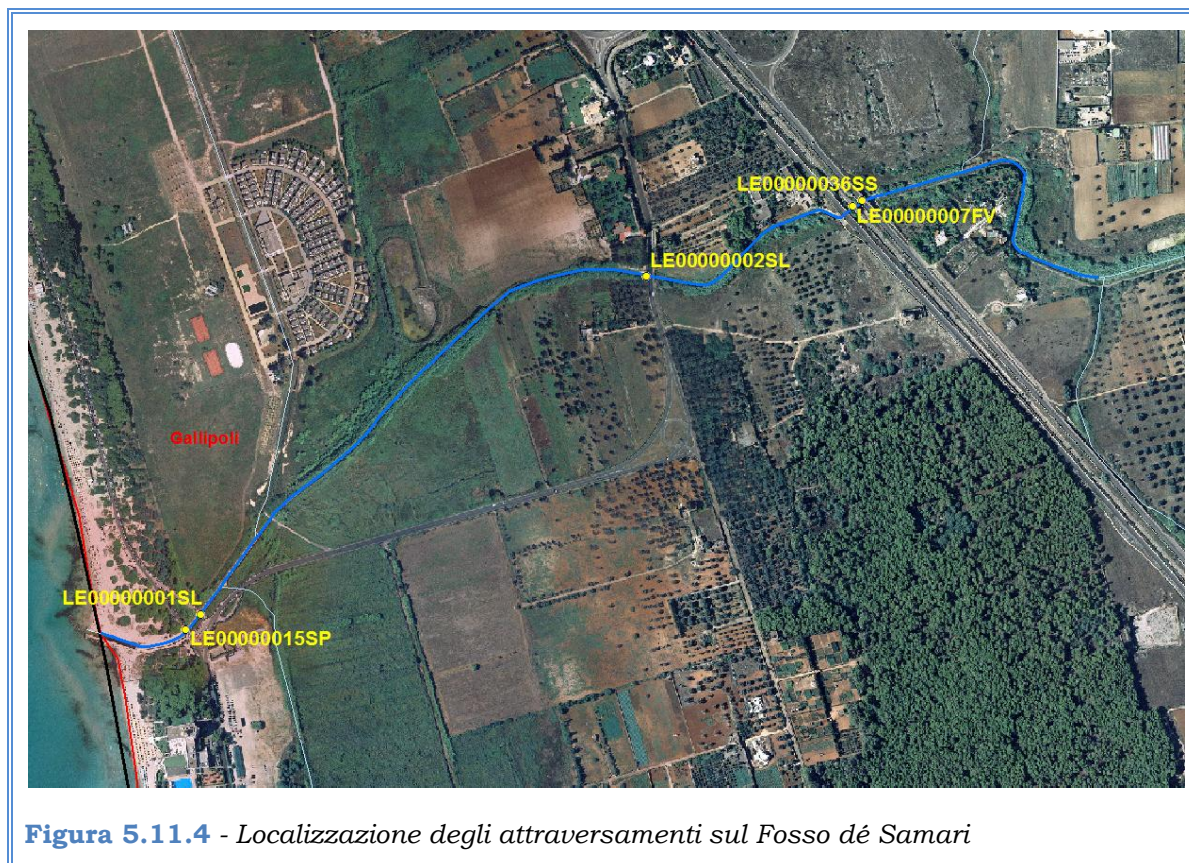 LE00000036SS
LE00000007FV
LE00000002SL
Gallipoli
LE00000001SL
LE00000015SP
Figura 5.11.4 - Localizzazione degli attraversamenti sul Fosso dé Samari